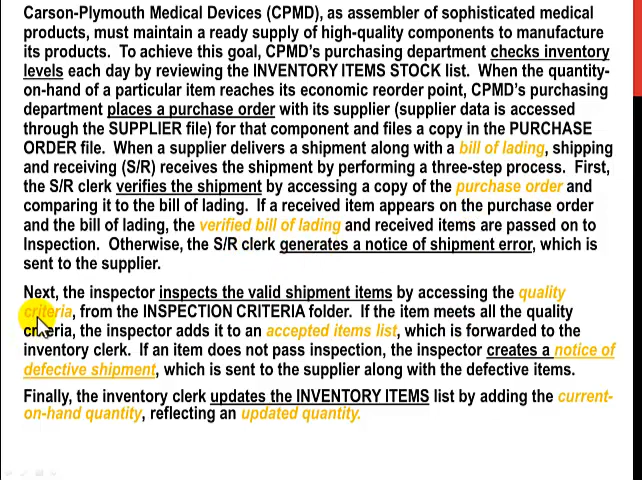 Carson-Plymouth Medical Devices (CPMD), as assembler of sophisticated medical
products, must maintain a ready supply of high-quality components to manufacture
its products. To achieve this goal, CPMD's purchasing department checks inventory
levels each day by reviewing the INVENTORY ITEMS STOCK list. When the quantity-
on-hand of a particular item reaches its economic reorder point, CPMD's purchasing
department places a purchase order with its supplier (supplier data is accessed
through the SUPPLIER file) for that component and files a copy in the PURCHASE
ORDER file. When a supplier delivers a shipment along with a bill of lading, shipping
and receiving (S/R) receives the shipment by performing a three-step process. First,
the S/R clerk verifies the shipment by accessing a copy of the purchase order and
comparing it to the bill of lading. If a received item appears on the purchase order
and the bill of lading, the verified bill of lading and received items are passed on to
Inspection. Otherwise, the S/R clerk generates a notice of shipment error, which is
sent to the supplier.
Next, the inspector inspects the valid shipment items by accessing the quality
criteria, from the INSPECTION CRITERIA folder. If the item meets all the quality
criteria, the inspector adds it to an accepted items list, which is forwarded to the
inventory clerk. If an item does not pass inspection, the inspector creates a notice of
defective shipment, which is sent to the supplier along with the defective items.
Finally, the inventory clerk updates the INVENTORY ITEMS list by adding the current-
on-hand quantity, reflecting an updated quantity.